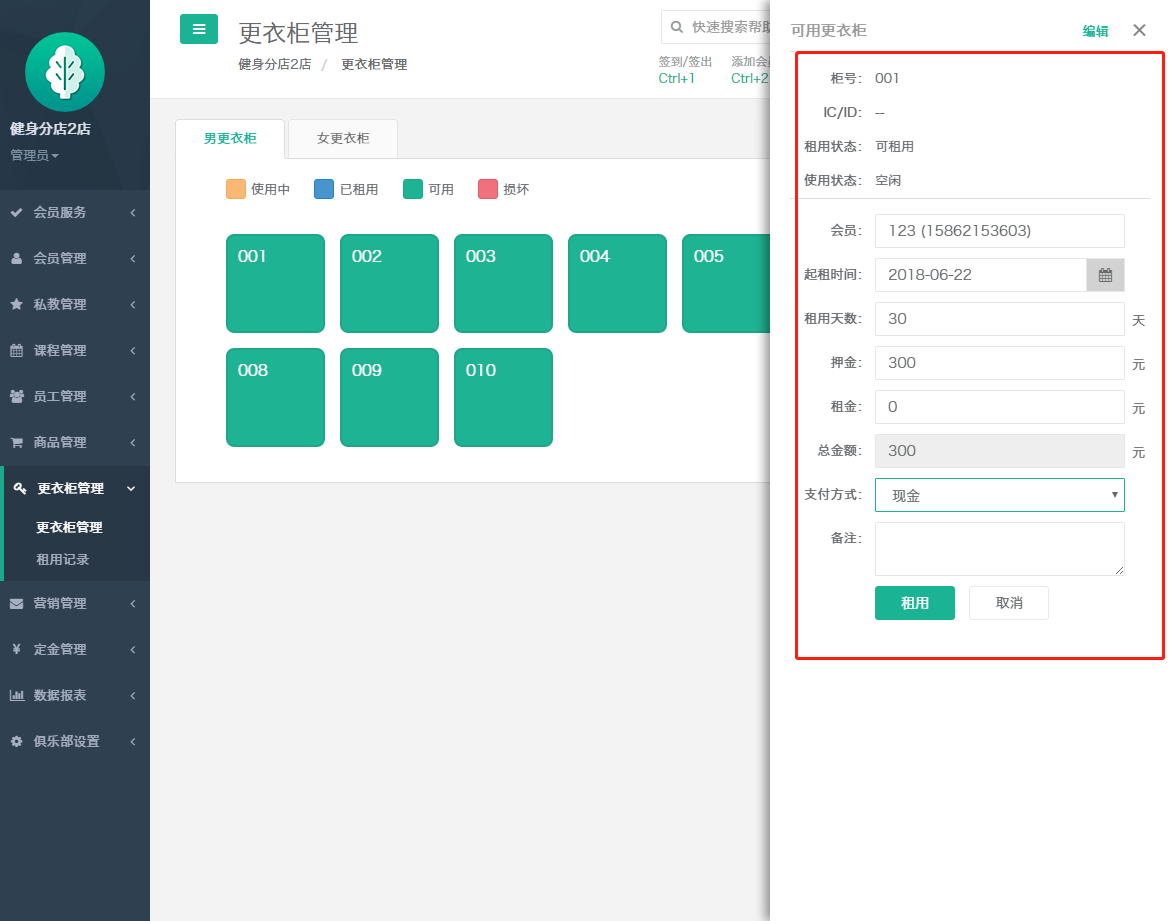 健身分店2店
管理员
会员服务
会员管理
私教管理
课程管理
员工管理
商品管理
更衣柜管理
更衣柜管理
租用记录
营销管理
定金管理
数据报表
俱乐部设置
更衣柜管理
健身分店2店 / 更衣柜管理
快速搜索帮助
签到/签出 添加会
Ctrl+1 Ctrl+2
男更衣柜 女更衣柜
使用中 已租用 可用 损坏
001 002 003 004 005
008 009 010
可用更衣柜 编辑 ×
柜号: 001
IC/ID: --
租用状态: 可租用
使用状态: 空闲
会员: 123 (15862153603)
起租时间: 2018-06-22
租用天数: 30 天
押金: 300 元
租金: 0 元
总金额: 300 元
支付方式: 现金
备注:
租用 取消